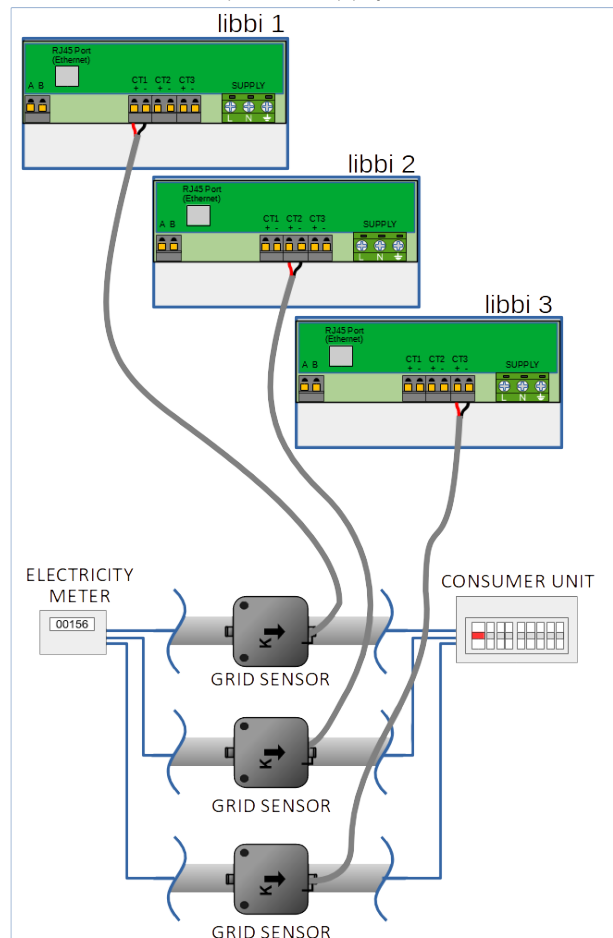 libbi 1
RJ45 Port
(Ethernet)
A B
CT1 CT2 CT3
+ - + - + -
SUPPLY
L N
libbi 2
RJ45 Port
(Ethernet)
A B
CT1 CT2 CT3
+ - + - + -
SUPPLY
L N
libbi 3
RJ45 Port
(Ethernet)
A B
CT1 CT2 CT3
+ - + - + -
SUPPLY
L N
ELECTRICITY
METER
00156
CONSUMER UNIT
K
GRID SENSOR
K
GRID SENSOR
K
GRID SENSOR